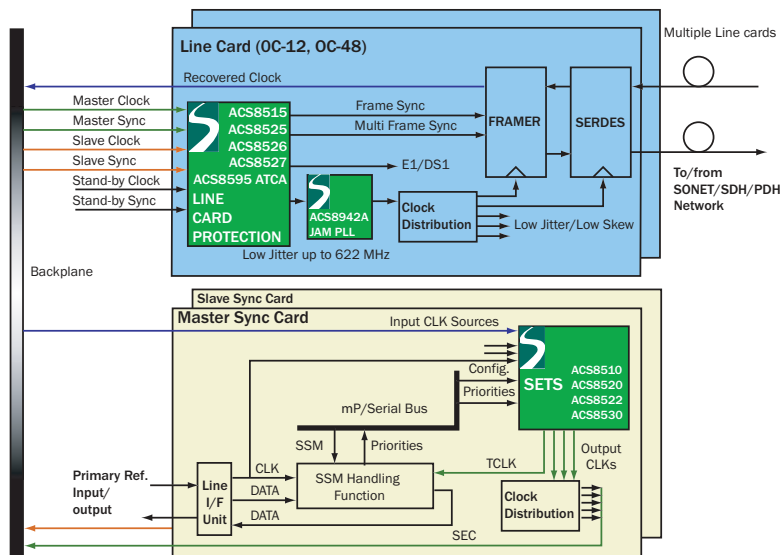 Line Card (OC-12, OC-48)
Multiple Line cards
Recovered Clock
Master Clock
Master Sync
Slave Clock
Slave Sync
Stand-by Clock
Stand-by Sync
ACS8515
ACS8525
ACS8526
ACS8527
ACS8595 ATCA
LINE
CARD
PROTECTION
Frame Sync
Multi Frame Sync
E1/DS1
FRAMER
SERDES
ACS8942A
JAM PLL
Clock
Distribution
Low Jitter/Low Skew
Low Jitter up to 622 MHz
To/from
SONET/SDH/PDH
Network
Backplane
Slave Sync Card
Master Sync Card
Input CLK Sources
Config.
Priorities
SETS
ACS8510
ACS8520
ACS8522
ACS8530
mP/Serial Bus
SSM
Priorities
TCLK
Output
CLKs
Primary Ref.
Input/
output
Line
I/F
Unit
CLK
DATA
DATA
SSM Handling
Function
Clock
Distribution
SEC